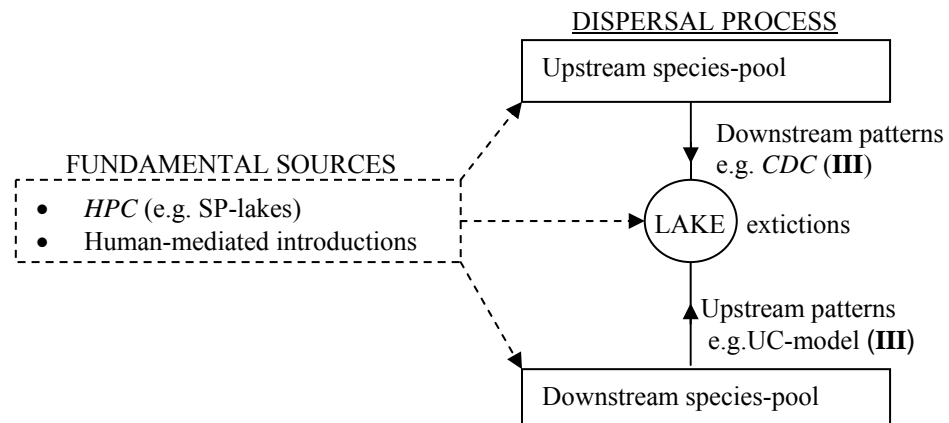 DISPERSAL PROCESS
Upstream species-pool
Downstream patterns
e.g. CDC (III)
FUNDAMENTAL SOURCES
• HPC (e.g. SP-lakes)
• Human-mediated introductions
LAKE
extictions
Upstream patterns
e.g.UC-model (III)
Downstream species-pool